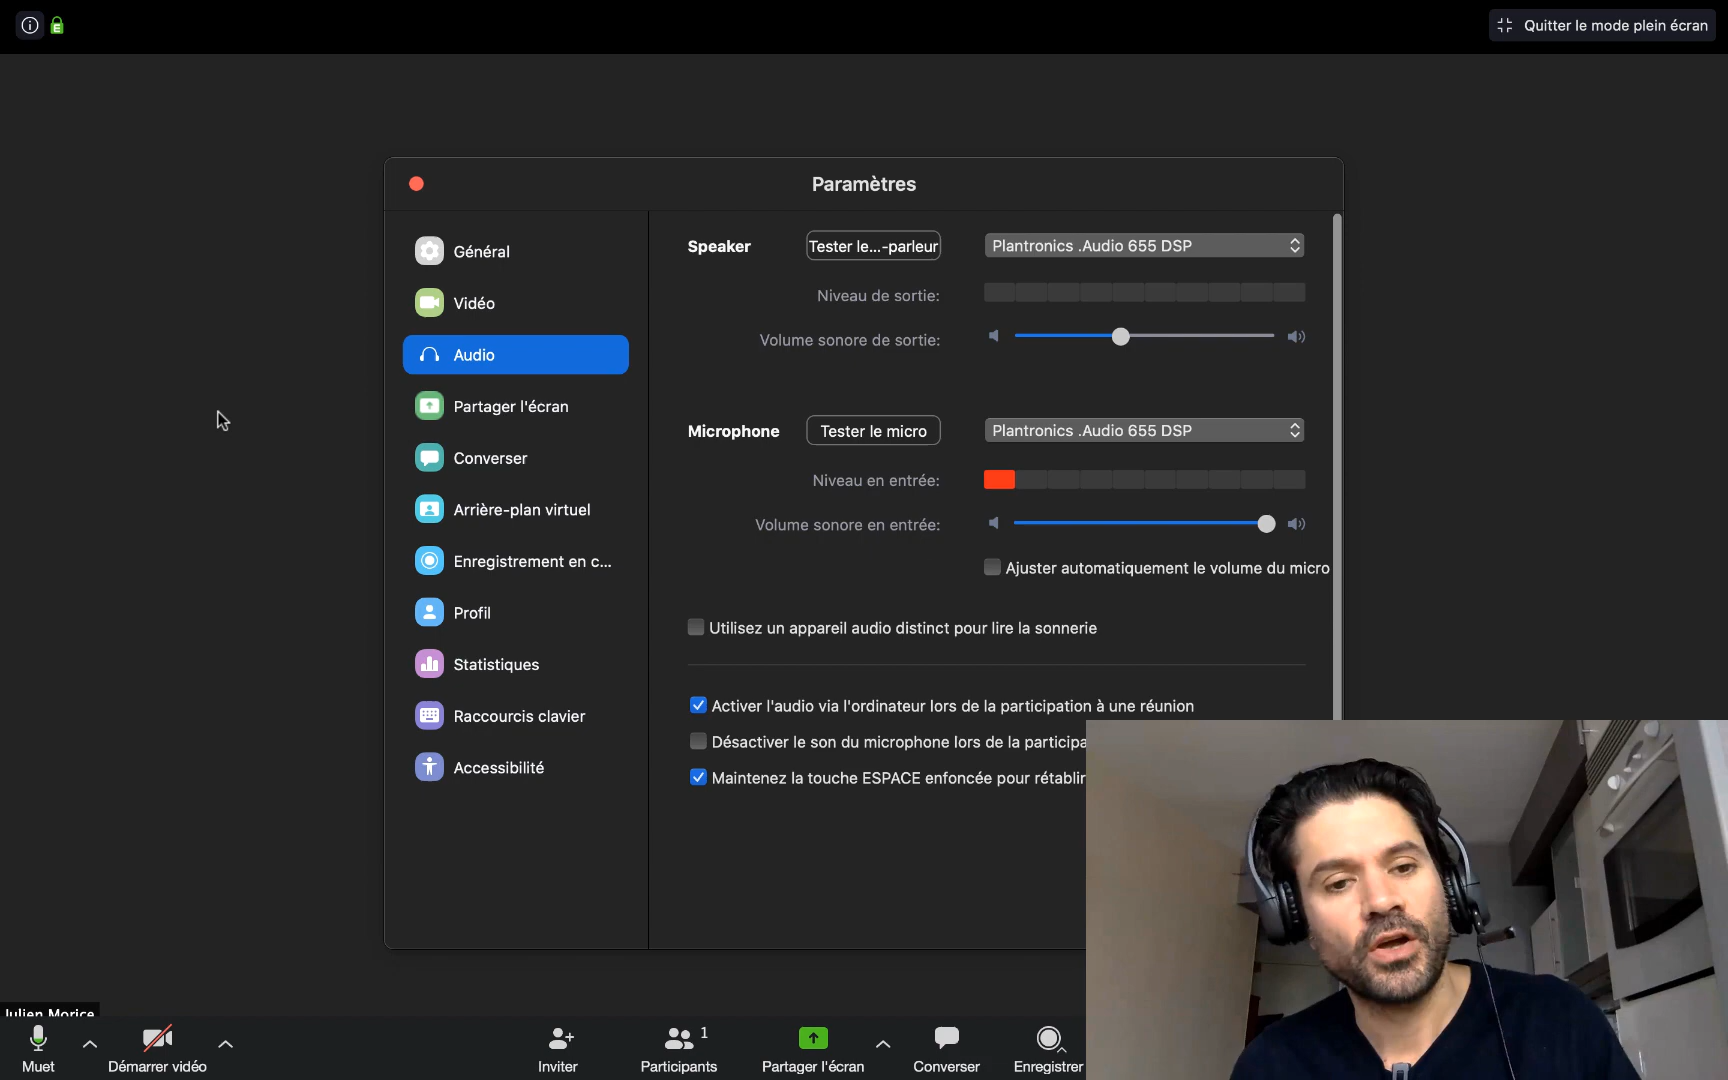 Quitter le mode plein écran
Paramètres
Général
Vidéo
Audio
Partager l'écran
Converser
Arrière-plan virtuel
Enregistrement en c...
Profil
Statistiques
Raccourcis clavier
Accessibilité
Speaker
Tester le...-parleur
Plantronics .Audio 655 DSP
Niveau de sortie:
Volume sonore de sortie:
Microphone
Tester le micro
Plantronics .Audio 655 DSP
Niveau en entrée:
Volume sonore en entrée:
Ajuster automatiquement le volume du micro
Utilisez un appareil audio distinct pour lire la sonnerie
Activer l'audio via l'ordinateur lors de la participation à une réunion
Désactiver le son du microphone lors de la participa
Maintenez la touche ESPACE enfoncée pour rétablir
Julien Morice
Muet
Démarrer vidéo
Inviter
Participants
1
Partager l'écran
Converser
Enregistrer